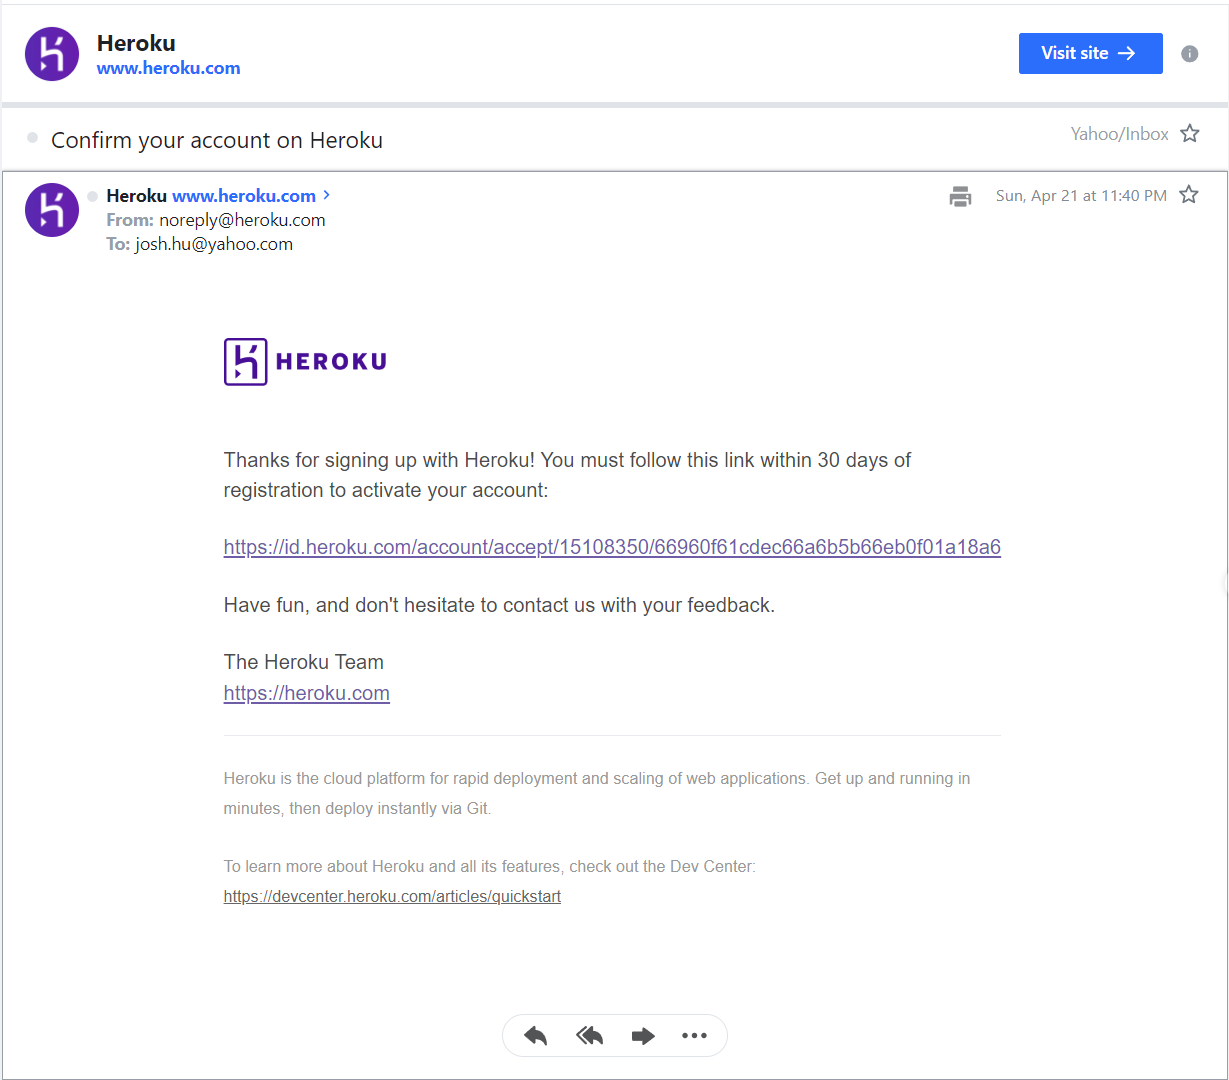 Heroku
www.heroku.com
Visit site →
Confirm your account on Heroku
Yahoo/Inbox
Heroku www.heroku.com >
Sun, Apr 21 at 11:40 PM
From: noreply@heroku.com
To: josh.hu@yahoo.com
HEROKU
Thanks for signing up with Heroku! You must follow this link within 30 days of
registration to activate your account:
https://id.heroku.com/account/accept/15108350/66960f61cdec66a6b5b66eb0f01a18a6
Have fun, and don't hesitate to contact us with your feedback.
The Heroku Team
https://heroku.com
Heroku is the cloud platform for rapid deployment and scaling of web applications. Get up and running in
minutes, then deploy instantly via Git.
To learn more about Heroku and all its features, check out the Dev Center:
https://devcenter.heroku.com/articles/quickstart